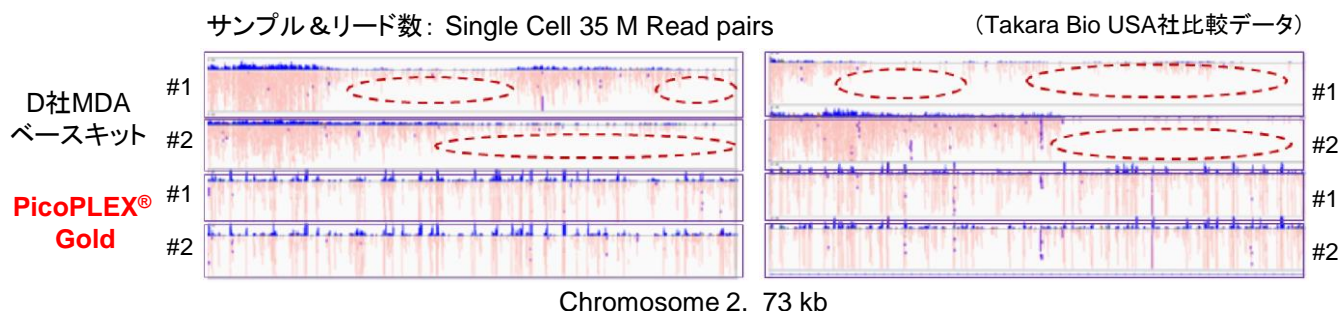 サンプル＆リード数： Single Cell 35 M Read pairs
（Takara Bio USA社比較データ）
D社MDA
ベースキット
#1
#2
PicoPLEX®
Gold
#1
#2
#1
#2
#1
#2
Chromosome 2. 73 kb